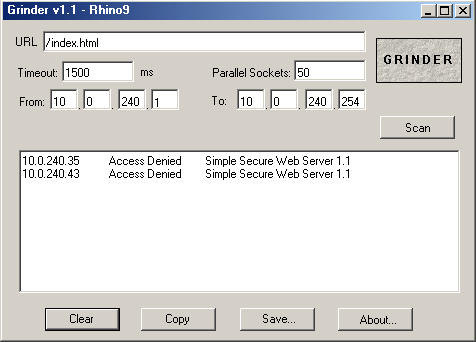 Grinder v1.1 - Rhino9
URL /index.html
GRINDER
Timeout: 1500 ms Parallel Sockets: 50
From: 10 . 0 . 240 . 1 To: 10 . 0 . 240 . 254
Scan
10.0.240.35 Access Denied Simple Secure Web Server 1.1
10.0.240.43 Access Denied Simple Secure Web Server 1.1
Clear Copy Save... About...